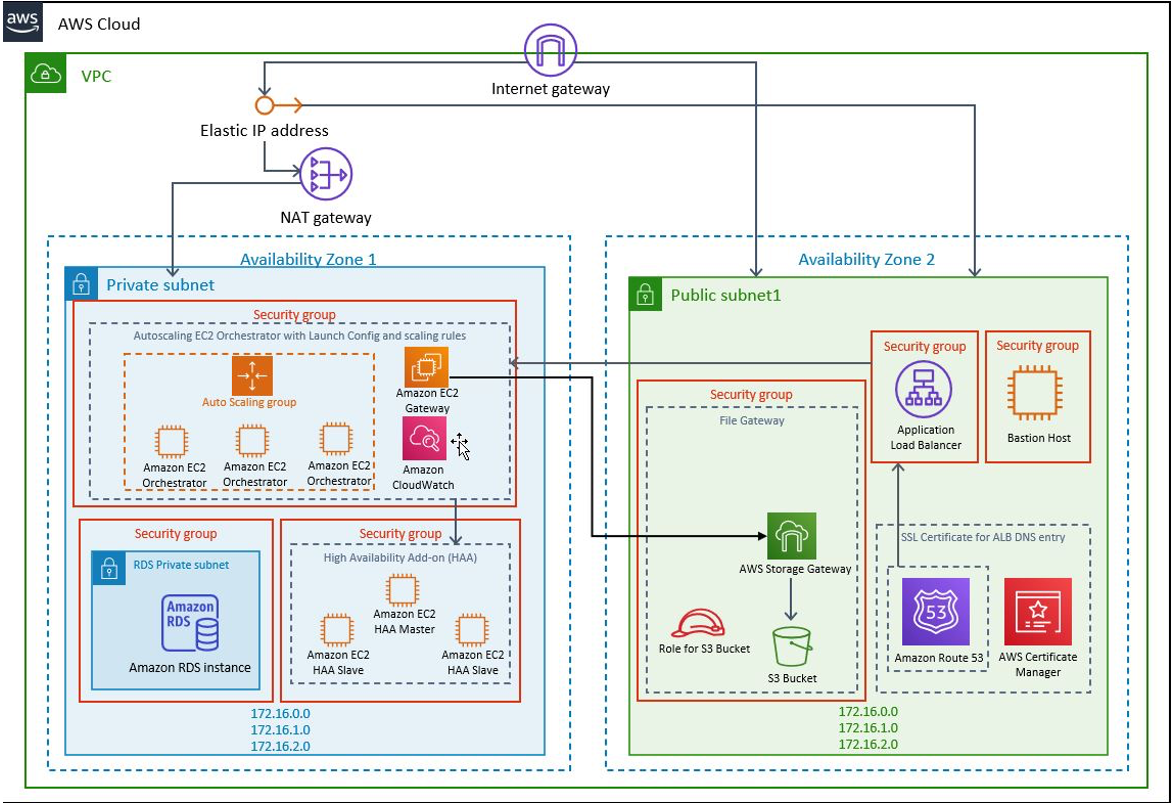 aws
AWS Cloud
VPC
Internet gateway
Elastic IP address
NAT gateway
Availability Zone 1
Private subnet
Security group
Autoscaling EC2 Orchestrator with Launch Config and scaling rules
Auto Scaling group
Amazon EC2
Orchestrator
Amazon EC2
Orchestrator
Amazon EC2
Orchestrator
Amazon EC2
Gateway
Amazon
CloudWatch
Security group
RDS Private subnet
Amazon
RDS
Amazon RDS instance
Security group
High Availability Add-on (HAA)
Amazon EC2
HAA Master
Amazon EC2
HAA Slave
Amazon EC2
HAA Slave
172.16.0.0
172.16.1.0
172.16.2.0
Availability Zone 2
Public subnet1
Security group
File Gateway
AWS Storage Gateway
Role for S3 Bucket
S3 Bucket
Security group
Application
Load Balancer
Security group
Bastion Host
SSL Certificate for ALB DNS entry
53
Amazon Route 53
AWS Certificate
Manager
172.16.0.0
172.16.1.0
172.16.2.0